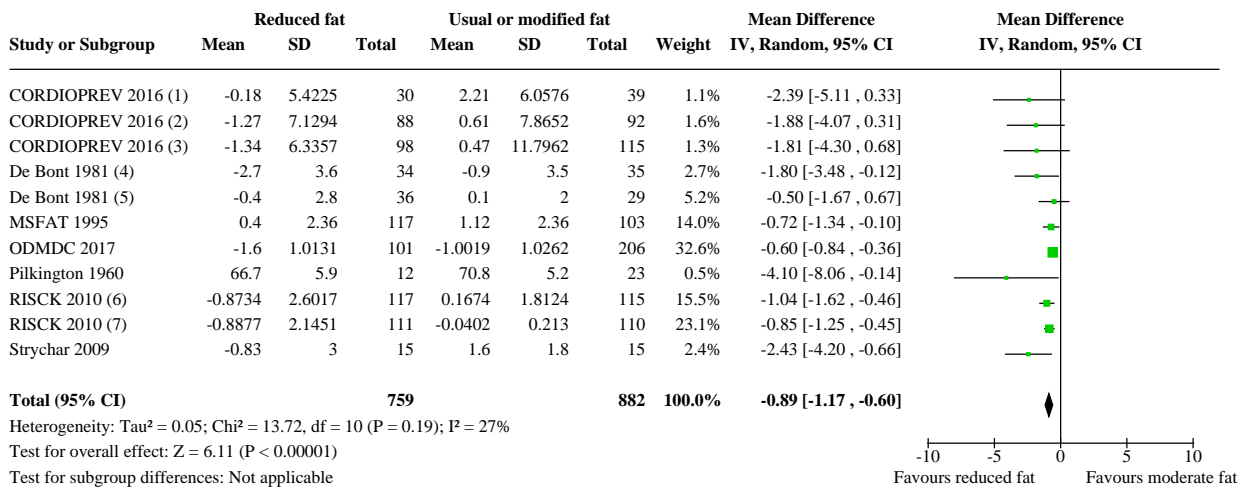 Reduced fat Usual or modified fat Mean Difference Mean Difference
Study or Subgroup Mean SD Total Mean SD Total Weight IV, Random, 95% CI IV, Random, 95% CI
CORDIOPREV 2016 (1) -0.18 5.4225 30 2.21 6.0576 39 1.1% -2.39 [-5.11 , 0.33]
CORDIOPREV 2016 (2) -1.27 7.1294 88 0.61 7.8652 92 1.6% -1.88 [-4.07 , 0.31]
CORDIOPREV 2016 (3) -1.34 6.3357 98 0.47 11.7962 115 1.3% -1.81 [-4.30 , 0.68]
De Bont 1981 (4) -2.7 3.6 34 -0.9 3.5 35 2.7% -1.80 [-3.48 , -0.12]
De Bont 1981 (5) -0.4 2.8 36 0.1 2 29 5.2% -0.50 [-1.67 , 0.67]
MSFAT 1995 0.4 2.36 117 1.12 2.36 103 14.0% -0.72 [-1.34 , -0.10]
ODMDC 2017 -1.6 1.0131 101 -1.0019 1.0262 206 32.6% -0.60 [-0.84 , -0.36]
Pilkington 1960 66.7 5.9 12 70.8 5.2 23 0.5% -4.10 [-8.06 , -0.14]
RISCK 2010 (6) -0.8734 2.6017 117 0.1674 1.8124 115 15.5% -1.04 [-1.62 , -0.46]
RISCK 2010 (7) -0.8877 2.1451 111 -0.0402 0.213 110 23.1% -0.85 [-1.25 , -0.45]
Strychar 2009 -0.83 3 15 1.6 1.8 15 2.4% -2.43 [-4.20 , -0.66]
Total (95% CI) 759 882 100.0% -0.89 [-1.17 , -0.60]
Heterogeneity: Tau² = 0.05; Chi² = 13.72, df = 10 (P = 0.19); I² = 27%
Test for overall effect: Z = 6.11 (P < 0.00001)
Test for subgroup differences: Not applicable
-10 -5 0 5 10
Favours reduced fat Favours moderate fat